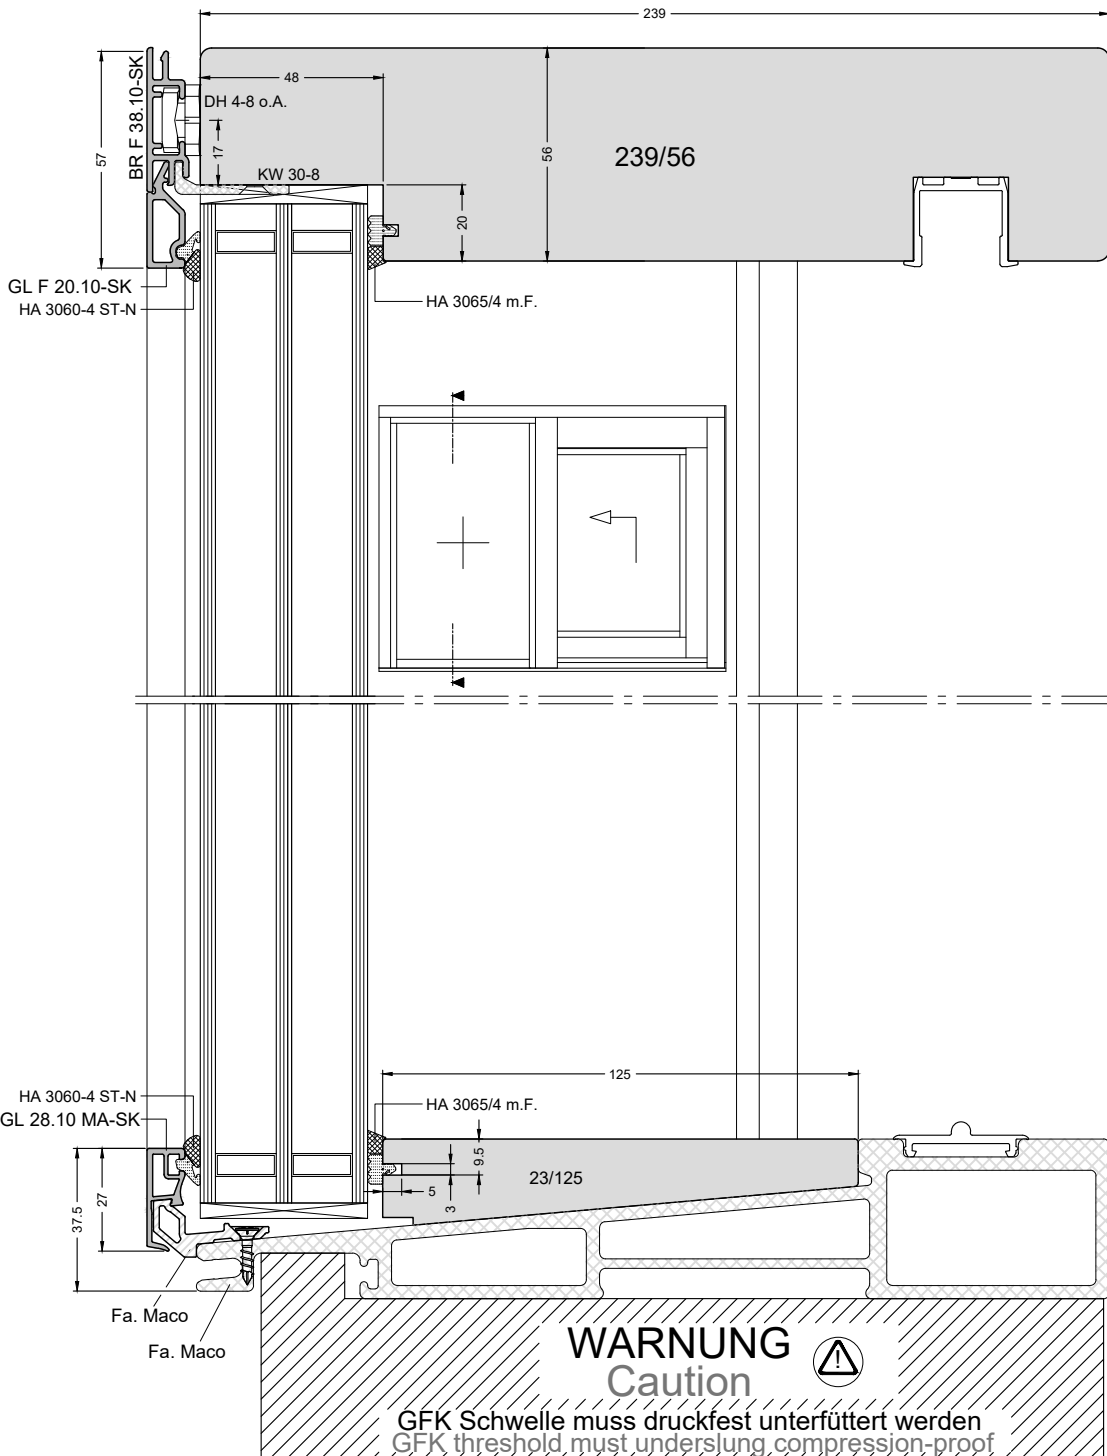 239
48
DH 4-8 o.A.
BR F 38.10-SK
57
17
56
239/56
KW 30-8
20
GL F 20.10-SK
HA 3060-4 ST-N
HA 3065/4 m.F.
125
HA 3060-4 ST-N
GL 28.10 MA-SK
HA 3065/4 m.F.
9.5
23/125
5
3
27
37.5
Fa. Maco
Fa. Maco
WARNUNG
Caution
GFK Schwelle muss druckfest unterfüttert werden
GFK threshold must underslung compression-proof